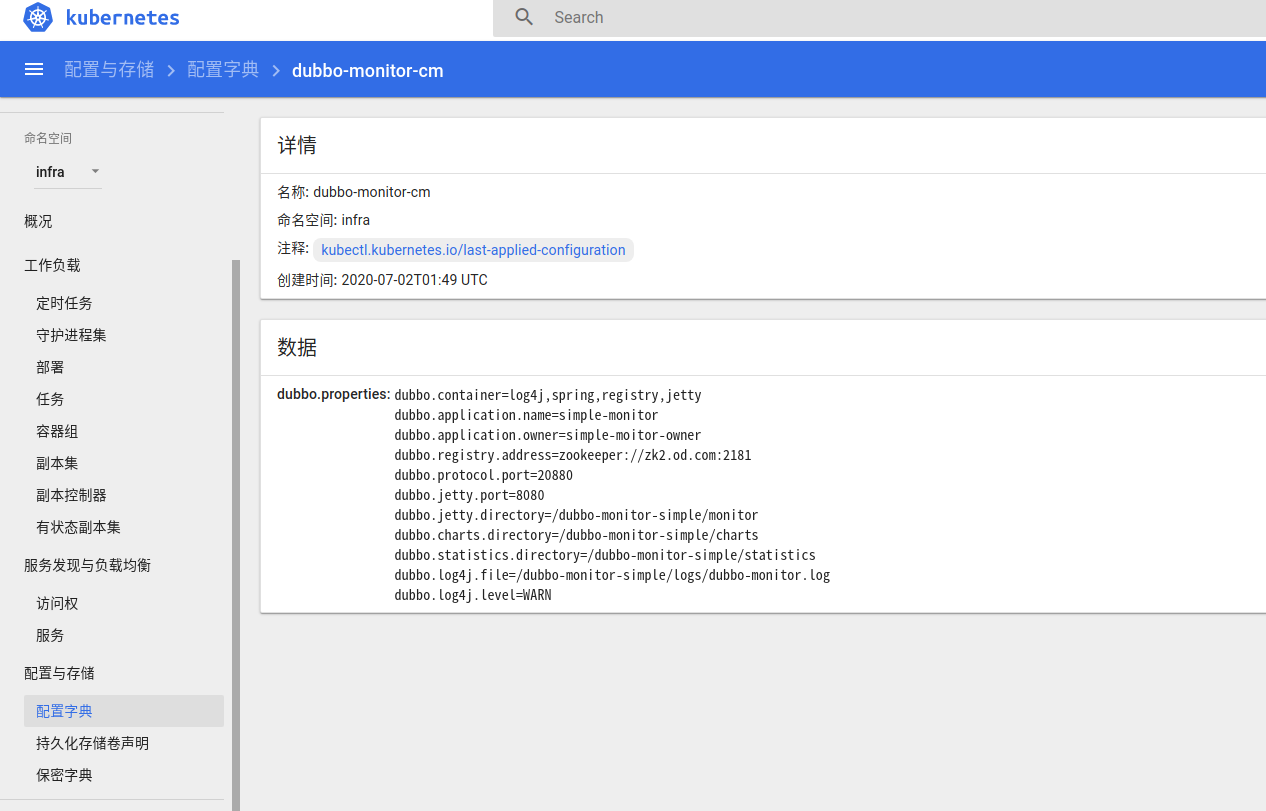 kubernetes
Search
配置与存储 > 配置字典 > dubbo-monitor-cm
命名空间
infra
概况
工作负载
定时任务
守护进程集
部署
任务
容器组
副本集
副本控制器
有状态副本集
服务发现与负载均衡
访问权
服务
配置与存储
配置字典
持久化存储卷声明
保密字典
详情
名称: dubbo-monitor-cm
命名空间: infra
注释: kubectl.kubernetes.io/last-applied-configuration
创建时间: 2020-07-02T01:49 UTC
数据
dubbo.properties: dubbo.container=log4j,spring,registry,jetty
dubbo.application.name=simple-monitor
dubbo.application.owner=simple-moitor-owner
dubbo.registry.address=zookeeper://zk2.od.com:2181
dubbo.protocol.port=20880
dubbo.jetty.port=8080
dubbo.jetty.directory=/dubbo-monitor-simple/monitor
dubbo.charts.directory=/dubbo-monitor-simple/charts
dubbo.statistics.directory=/dubbo-monitor-simple/statistics
dubbo.log4j.file=/dubbo-monitor-simple/logs/dubbo-monitor.log
dubbo.log4j.level=WARN